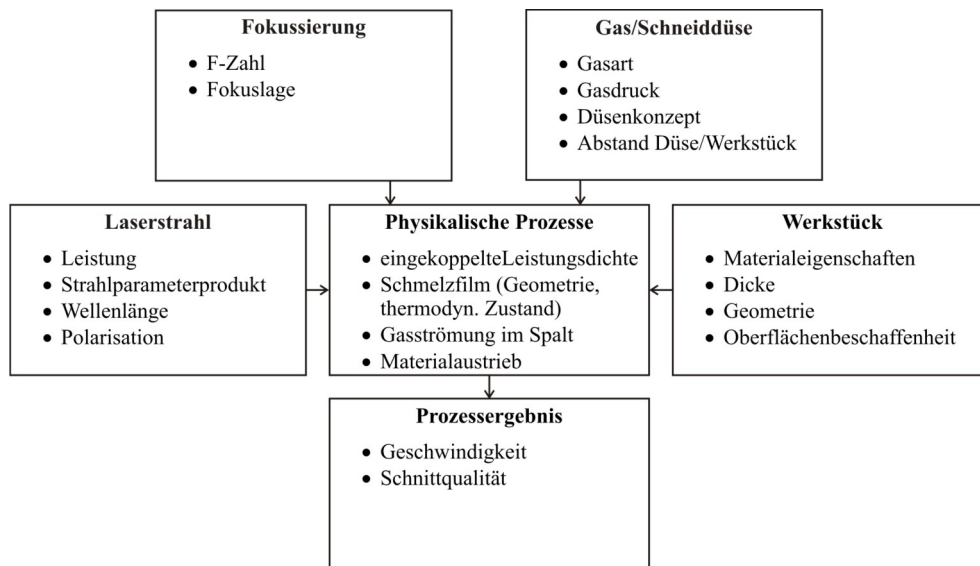 Fokussierung
● F-Zahl
● Fokuslage
Gas/Schneiddüse
● Gasart
● Gasdruck
● Düsenkonzept
● Abstand Düse/Werkstück
Laserstrahl
● Leistung
● Strahlparameterprodukt
● Wellenlänge
● Polarisation
Physikalische Prozesse
● eingekoppelteLeistungsdichte
● Schmelzfilm (Geometrie,
thermodyn. Zustand)
● Gasströmung im Spalt
● Materialaustrieb
Werkstück
● Materialeigenschaften
● Dicke
● Geometrie
● Oberflächenbeschaffenheit
Prozessergebnis
● Geschwindigkeit
● Schnittqualität